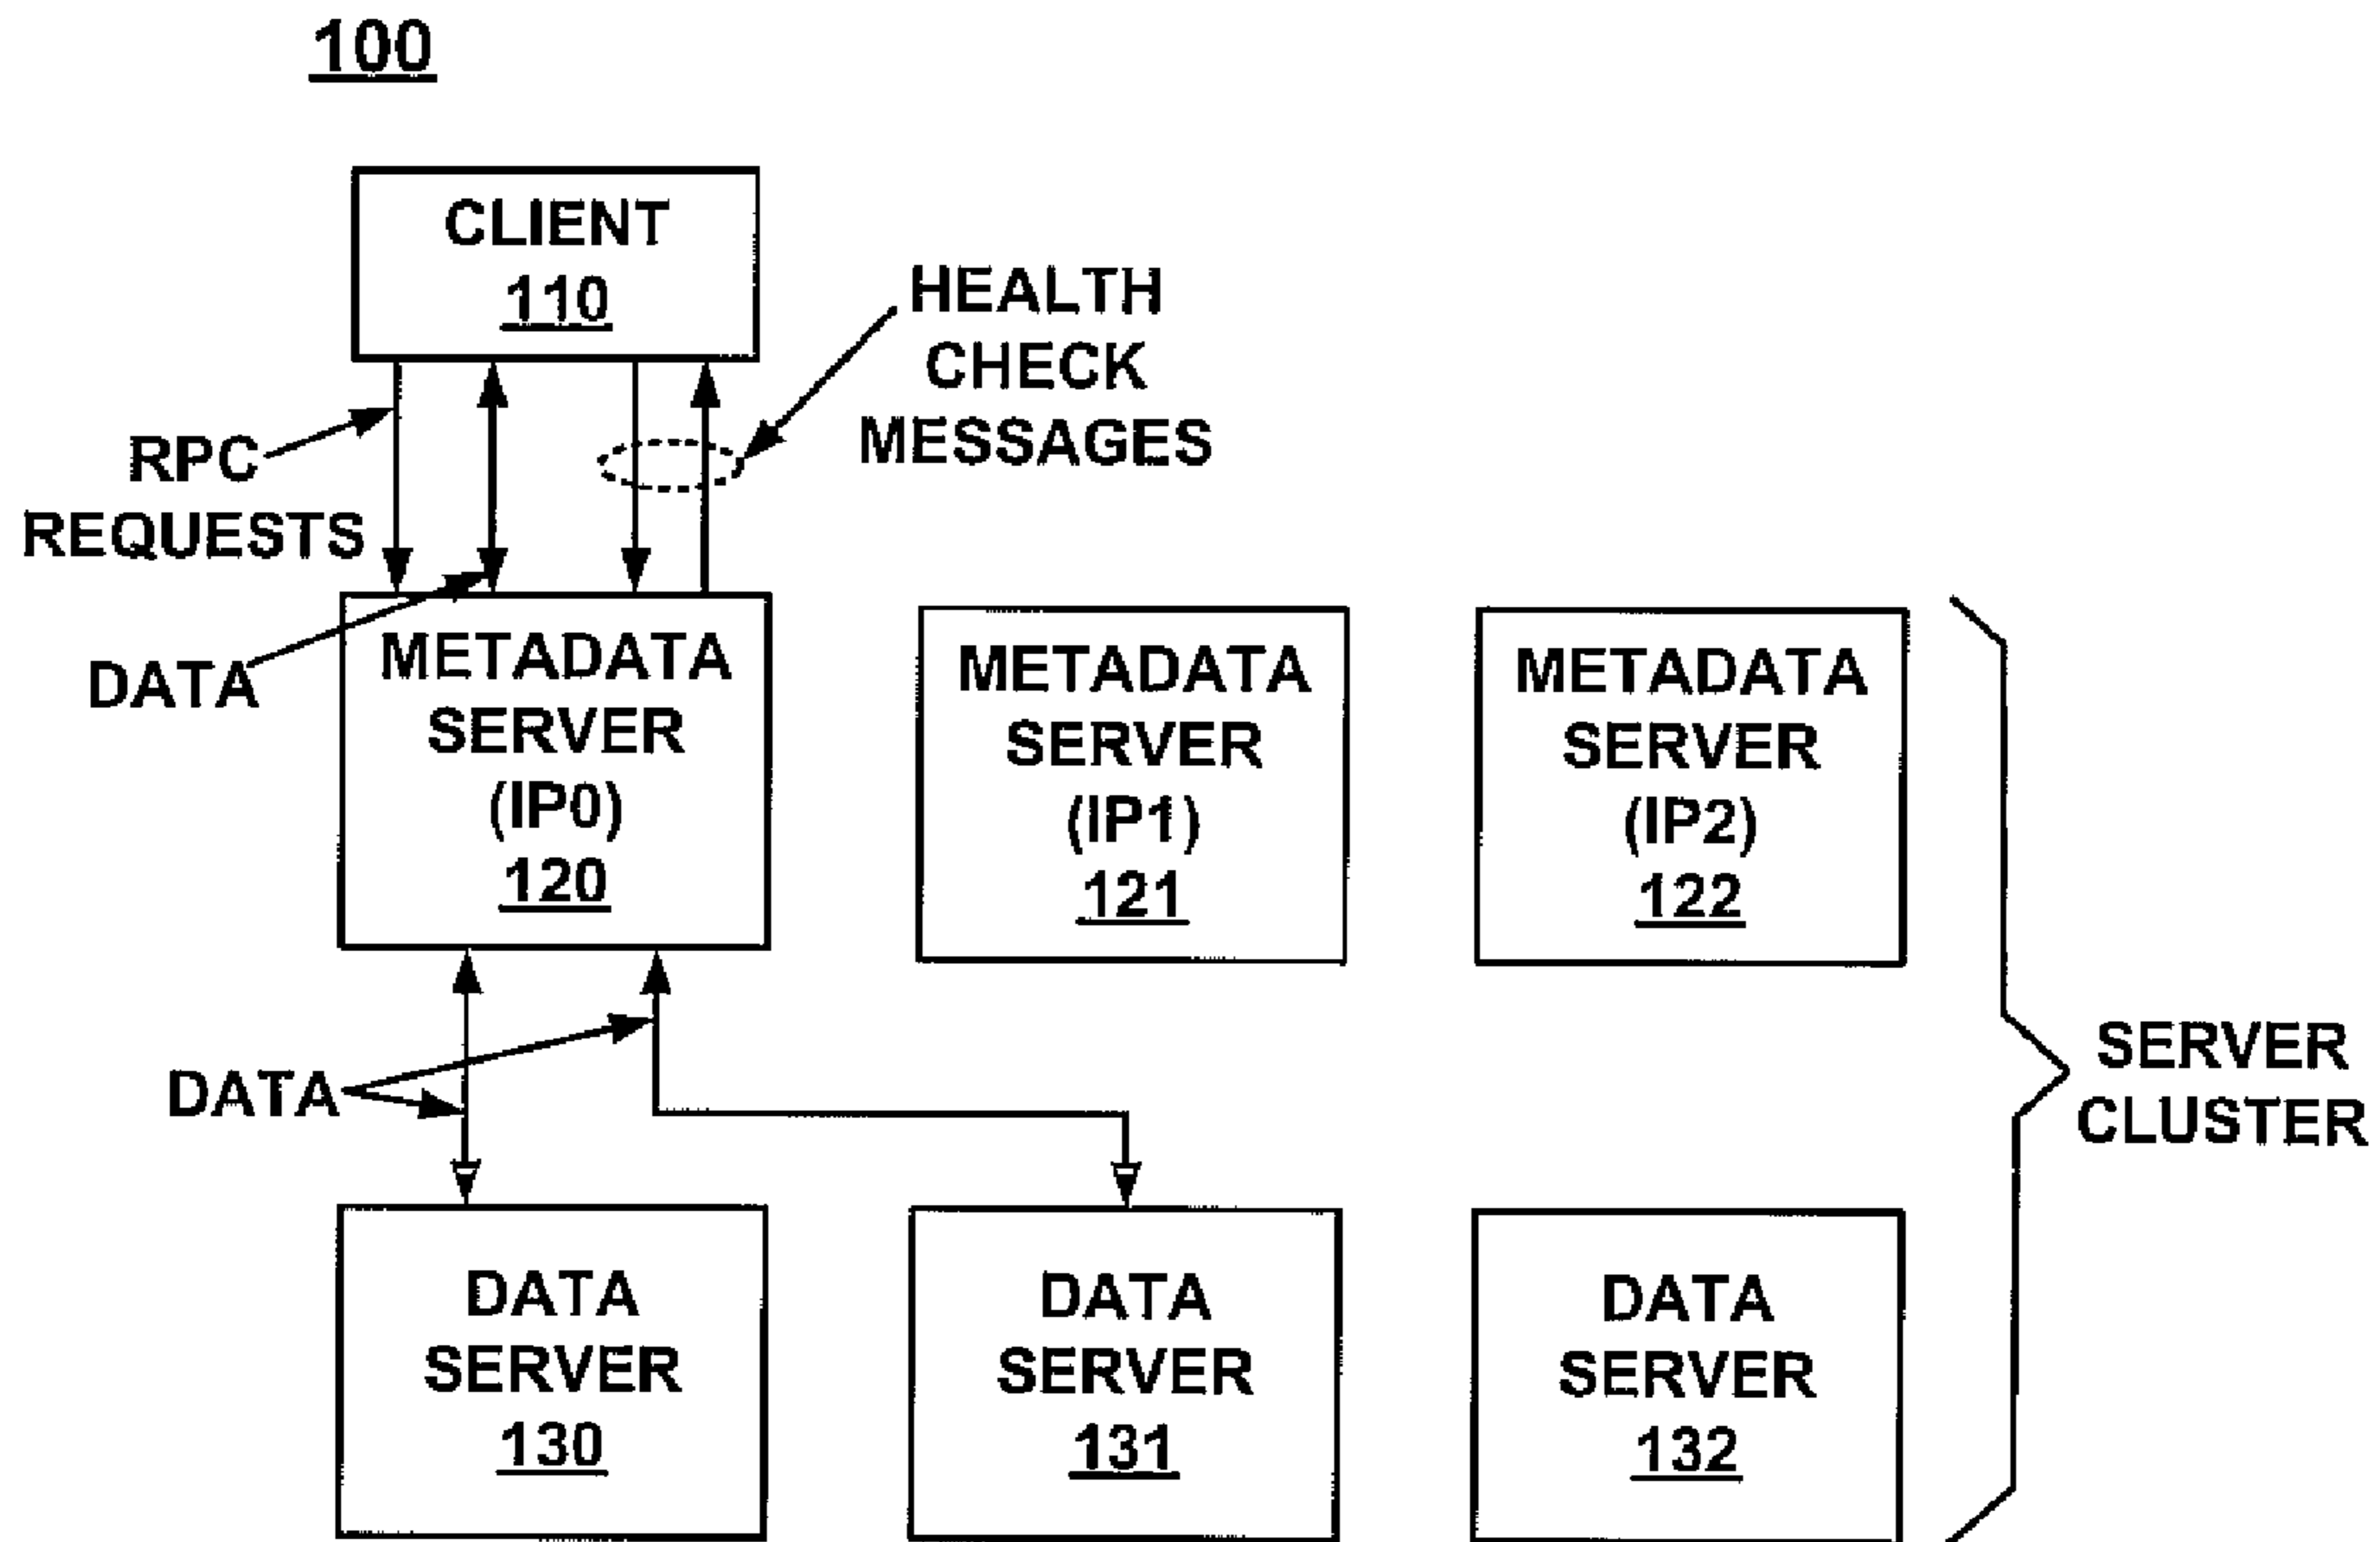 100
CLIENT
110
HEALTH
CHECK
MESSAGES
RPC
REQUESTS
DATA
METADATA
SERVER
(IP0)
120
METADATA
SERVER
(IP1)
121
METADATA
SERVER
(IP2)
122
DATA
SERVER
CLUSTER
DATA
SERVER
130
DATA
SERVER
131
DATA
SERVER
132